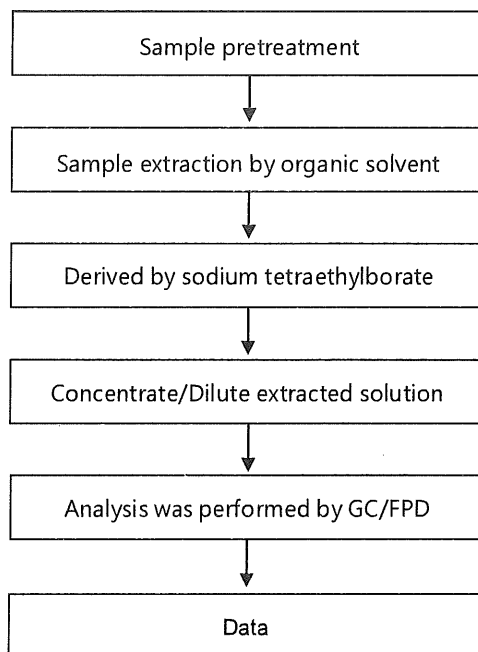 Sample pretreatment
Sample extraction by organic solvent
Derived by sodium tetraethylborate
Concentrate/Dilute extracted solution
Analysis was performed by GC/FPD
Data